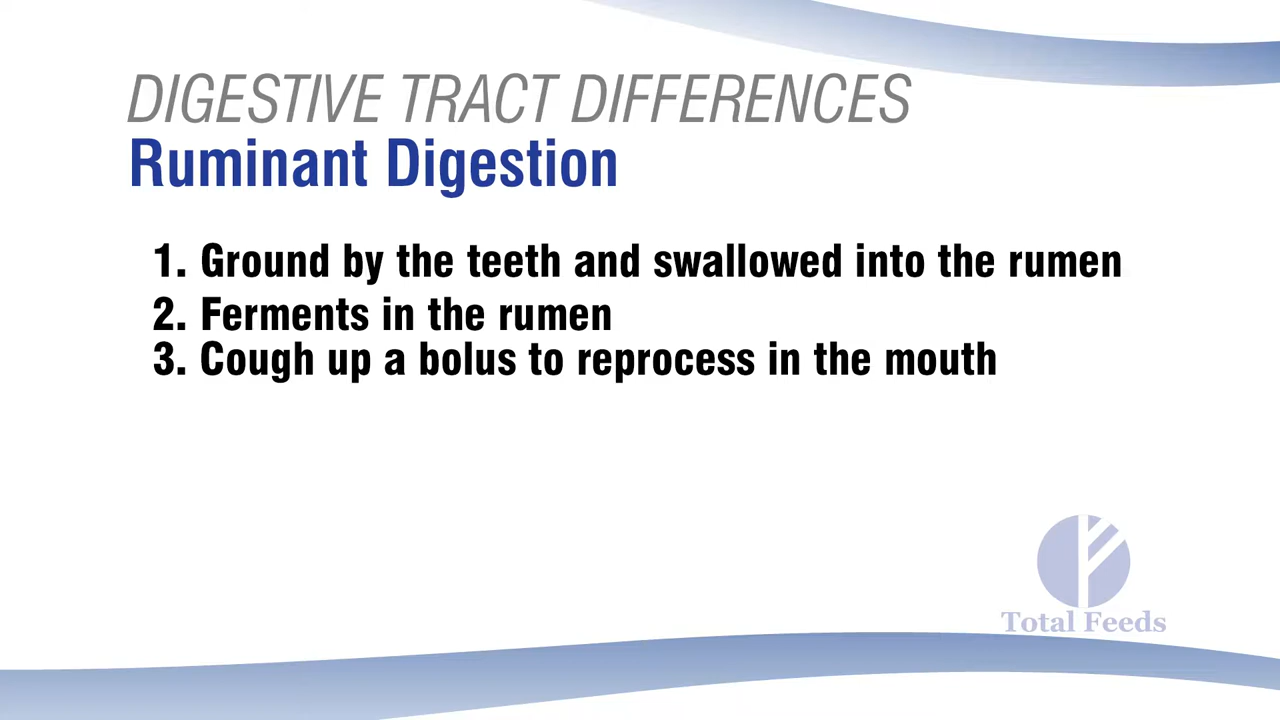 DIGESTIVE TRACT DIFFERENCES
Ruminant Digestion
1. Ground by the teeth and swallowed into the rumen
2. Ferments in the rumen
3. Cough up a bolus to reprocess in the mouth
Total Feeds